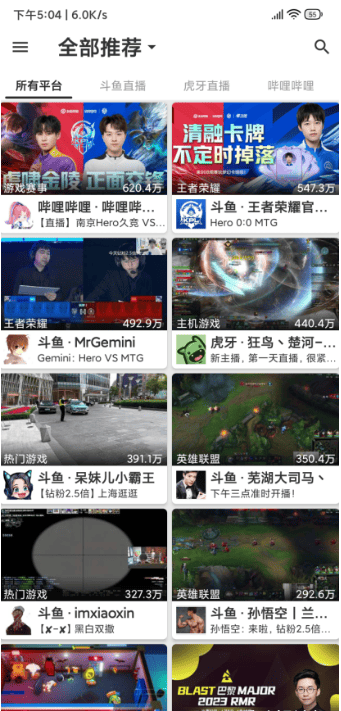 下午5:04 | 6.0K/s
55
全部推荐
所有平台
斗鱼直播
虎牙直播
哔哩哔哩
虎啸金陵 正面交锋
游戏赛事
620.4万
哔哩哔哩 · 哔哩哔...
【直播】南京Hero久竞 VS...
清融卡牌
不定时掉落
王者荣耀
547.3万
斗鱼 · 王者荣耀官...
Hero 0:0 MTG
王者荣耀
492.9万
斗鱼 · MrGemini
Gemini: Hero VS MTG
主机游戏
440.4万
虎牙 · 狂鸟丶楚河-...
新主播，第一天直播，很紧...
热门游戏
391.1万
斗鱼 · 呆妹儿小霸王
【钻粉2.5倍】上海逛逛
英雄联盟
350.4万
斗鱼 · 芜湖大司马丶
下午三点准时开播！
热门游戏
327.3万
斗鱼 · imxiaoxin
【✘-✘】黑白双撒
英雄联盟
292.6万
斗鱼 · 孙悟空丨兰...
孙悟空: 来啦, 钻粉2.5倍...
BLAST 巴黎MAJOR
2023 RMR